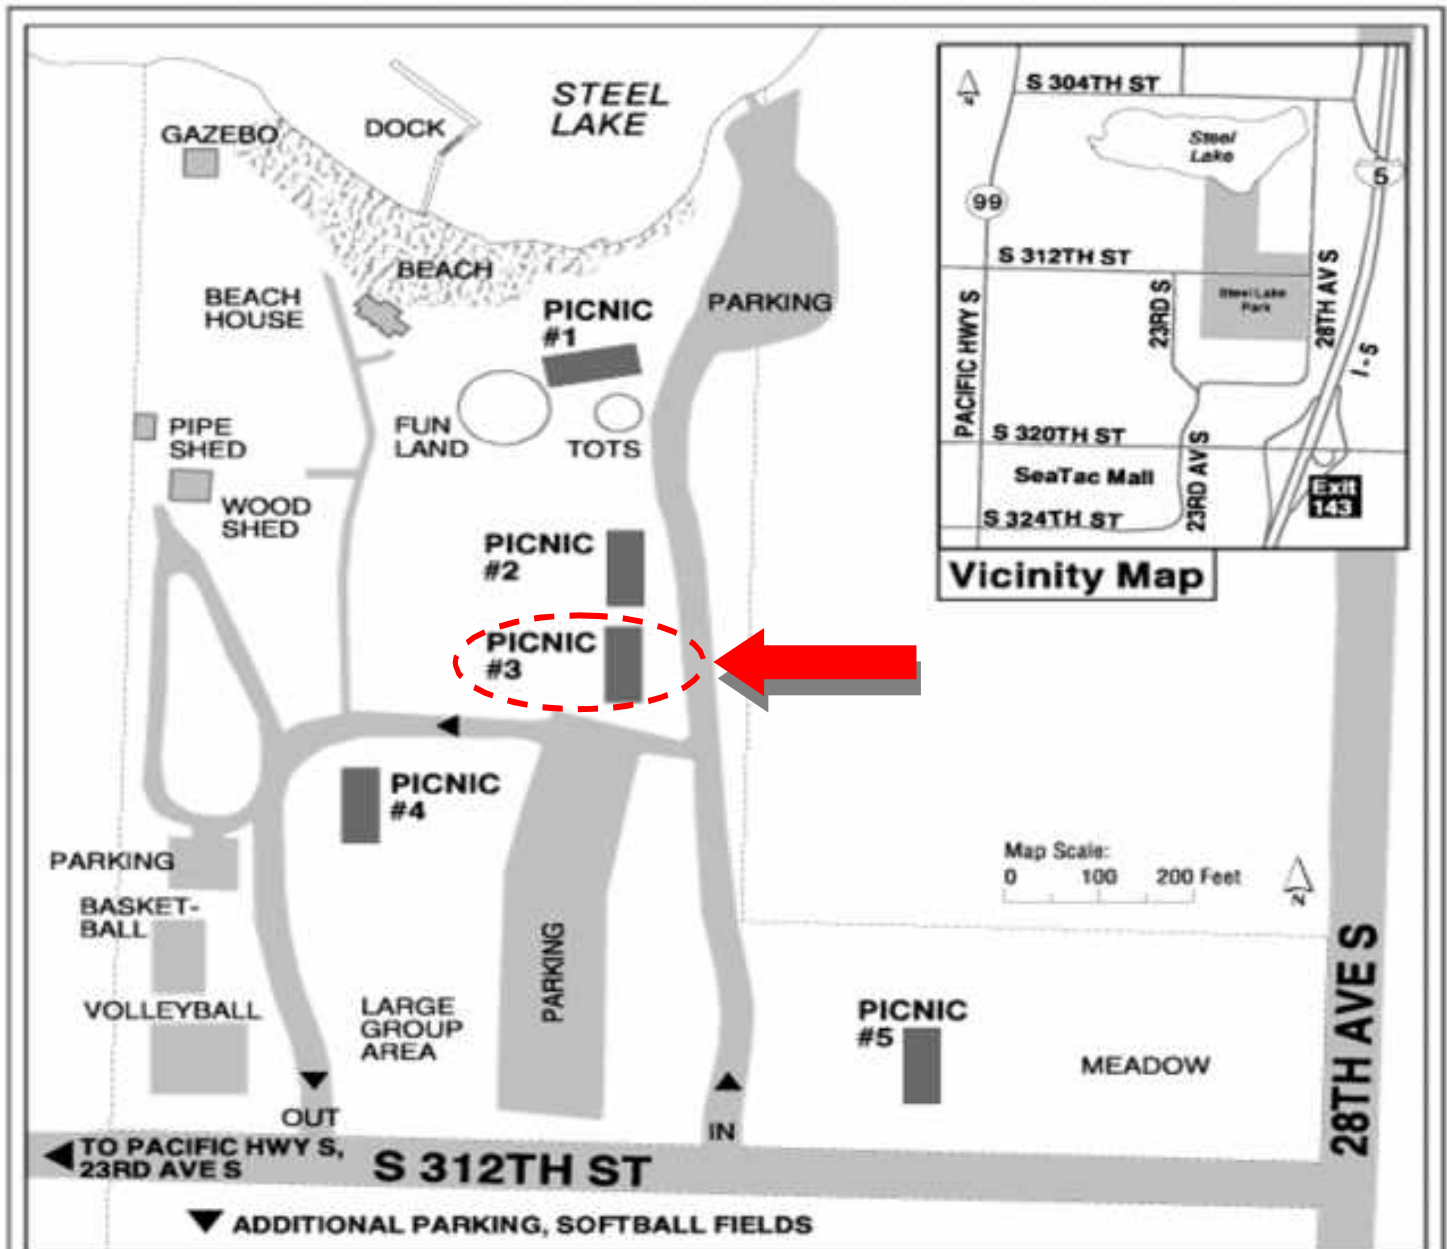 STEEL
LAKE
DOCK
GAZEBO
BEACH
BEACH
HOUSE
PICNIC
#1
PARKING
PIPE
SHED
FUN
LAND
TOTS
WOOD
SHED
PICNIC
#2
PICNIC
#3
PICNIC
#4
PARKING
BASKET-
BALL
VOLLEYBALL
LARGE
GROUP
AREA
PARKING
PICNIC
#5
MEADOW
OUT
IN
TO PACIFIC HWY S,
23RD AVE S
S 312TH ST
ADDITIONAL PARKING, SOFTBALL FIELDS
28TH AVE S
Map Scale:
0 100 200 Feet
N
S 304TH ST
N
Steel
Lake
5
99
S 312TH ST
Steel Lake
Park
23RD S
28TH AV S
PACIFIC HWY S
I-5
S 320TH ST
SeaTac Mall
23RD AV S
Exit
143
S 324TH ST
Vicinity Map